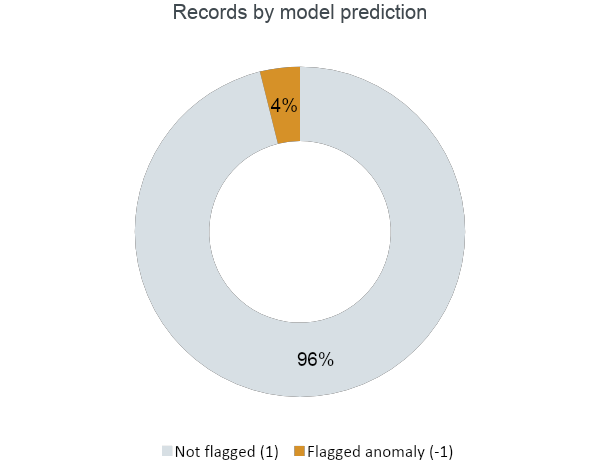 Records by model prediction
4%
96%
Not flagged (1) Flagged anomaly (-1)